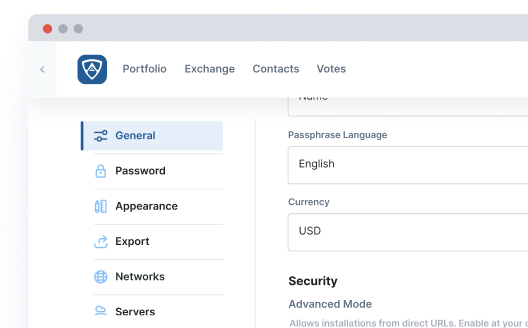 Portfolio Exchange Contacts Votes
Name
General
Passphrase Language
Password
English
Appearance
Currency
Export
USD
Networks
Security
Servers
Advanced Mode
Allows installations from direct URLs. Enable at your